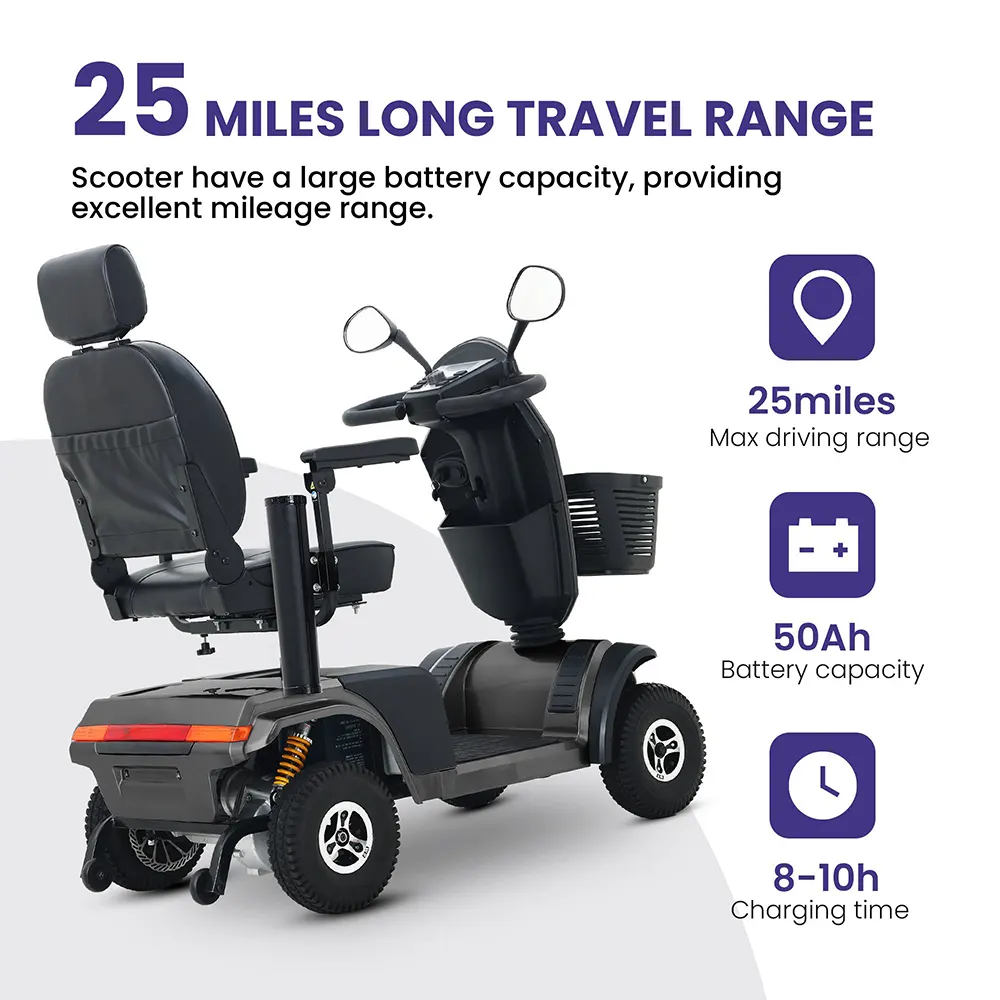 25 MILES LONG TRAVEL RANGE
Scooter have a large battery capacity, providing
excellent mileage range.
25miles
Max driving range
- +
50Ah
Battery capacity
8-10h
Charging time